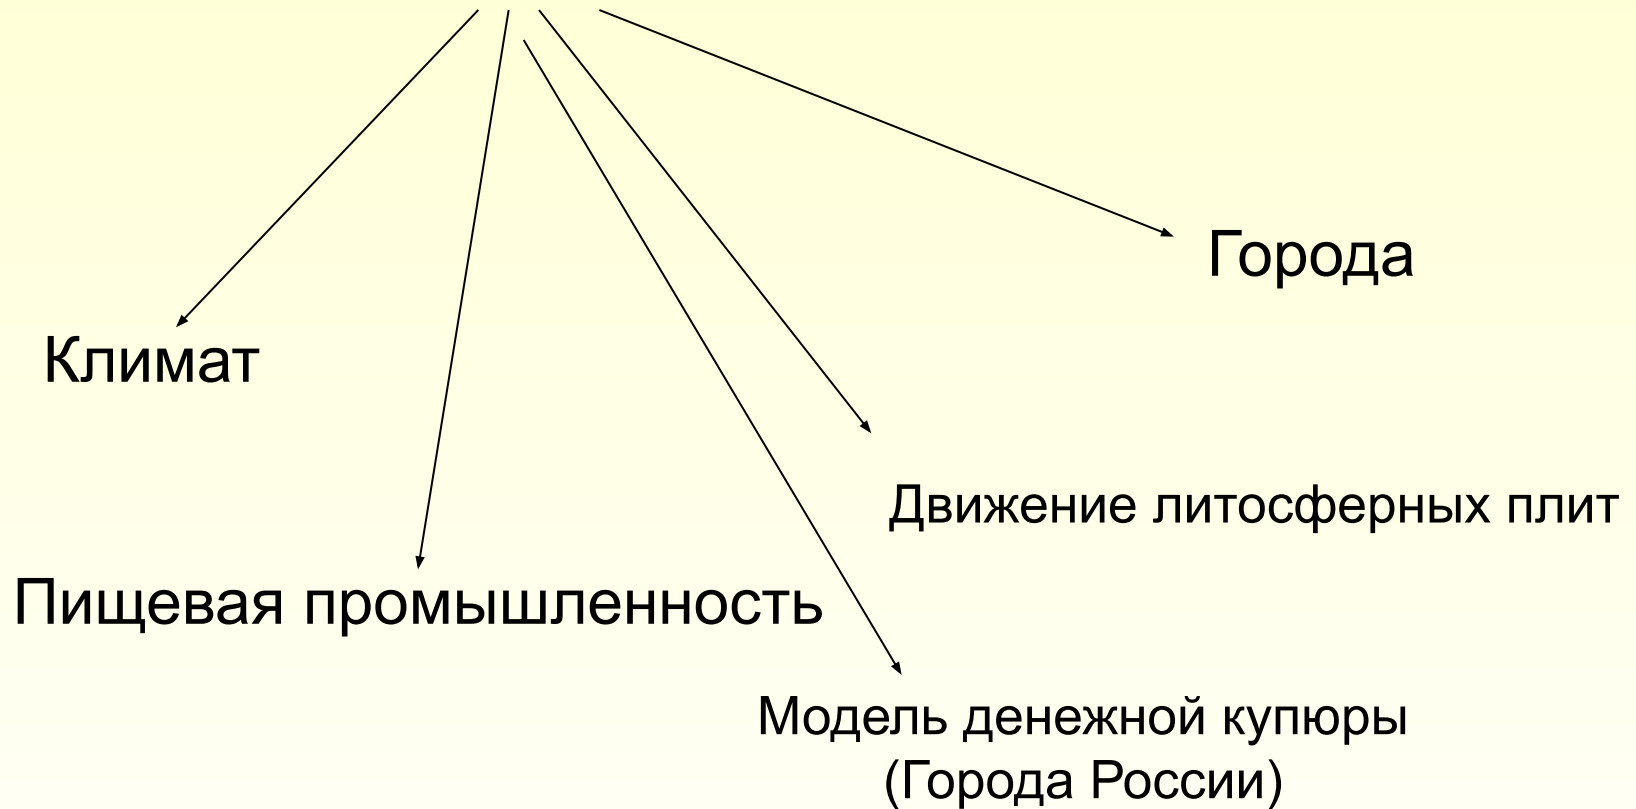 Города
Климат
Движение литосферных плит
Пищевая промышленность
Модель денежной купюры
(Города России)